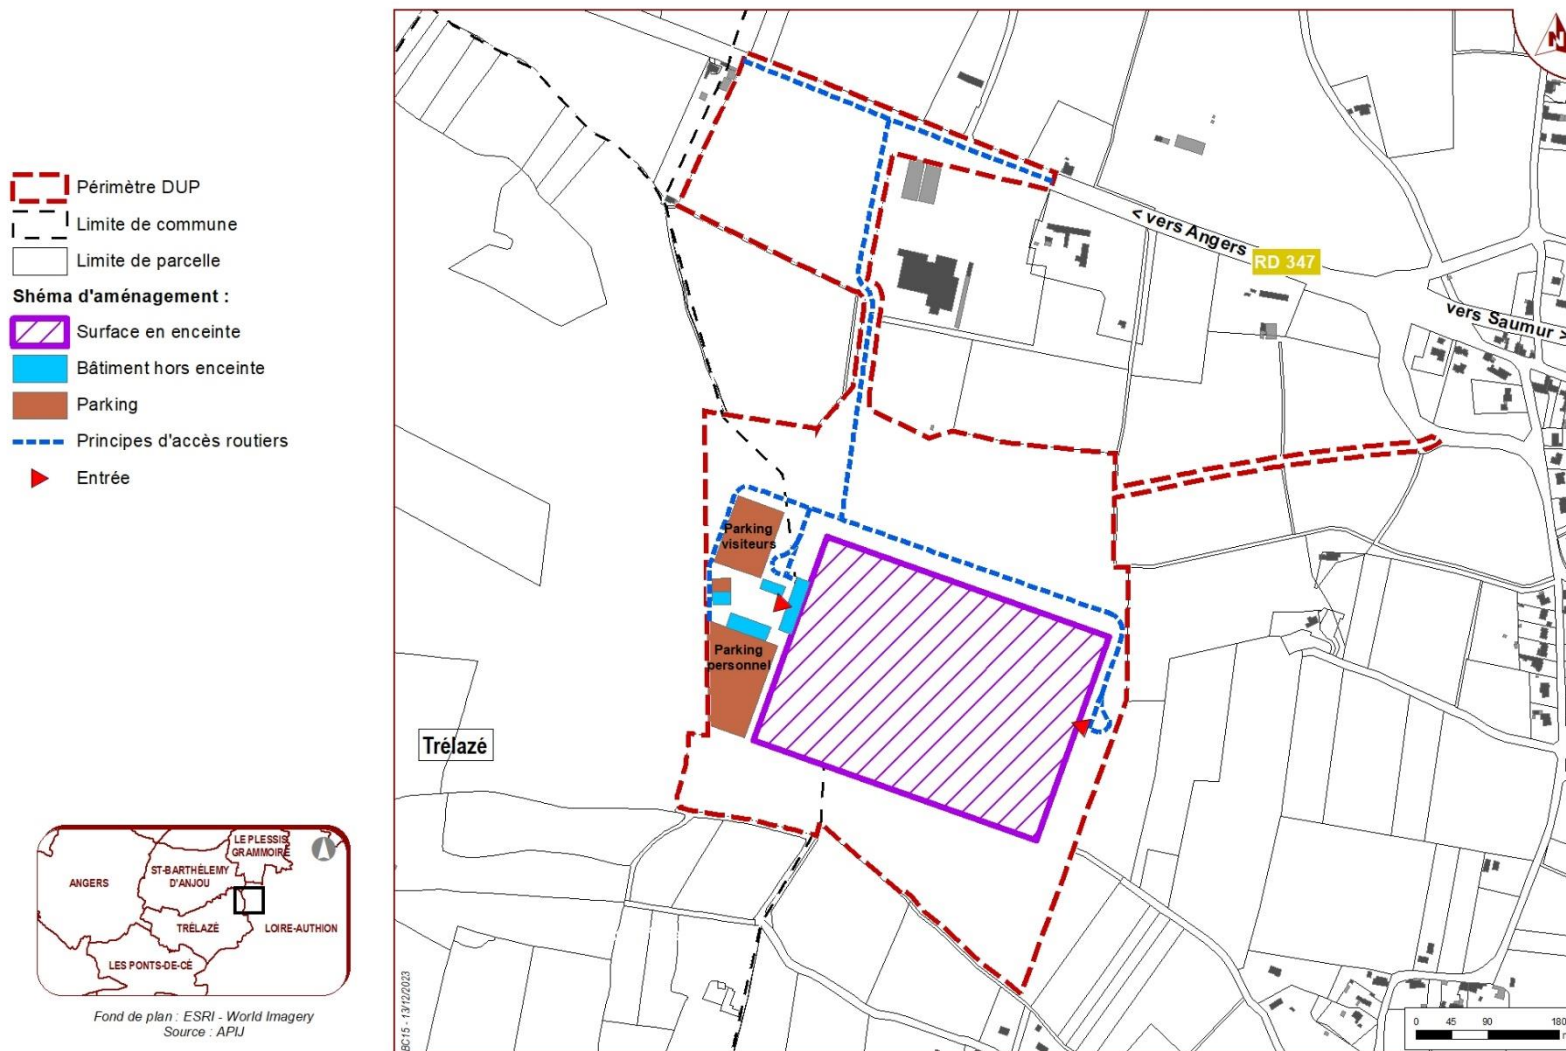 Périmètre DUP
Limite de commune
Limite de parcelle
Shéma d'aménagement :
Surface en enceinte
Bâtiment hors enceinte
Parking
Principes d'accès routiers
Entrée
N
< vers Angers
RD 347
vers Saumur >
Parking
visiteurs
Parking
personnel
Trélazé
LE PLESSIS
GRAMMOIRE
ST-BARTHÉLEMY
D'ANJOU
ANGERS
TRÉLAZÉ
LOIRE-AUTHION
LES PONTS-DE-CÉ
Fond de plan : ESRI - World Imagery
Source : APIJ
BC15 - 13/12/2023
0 45 90 180